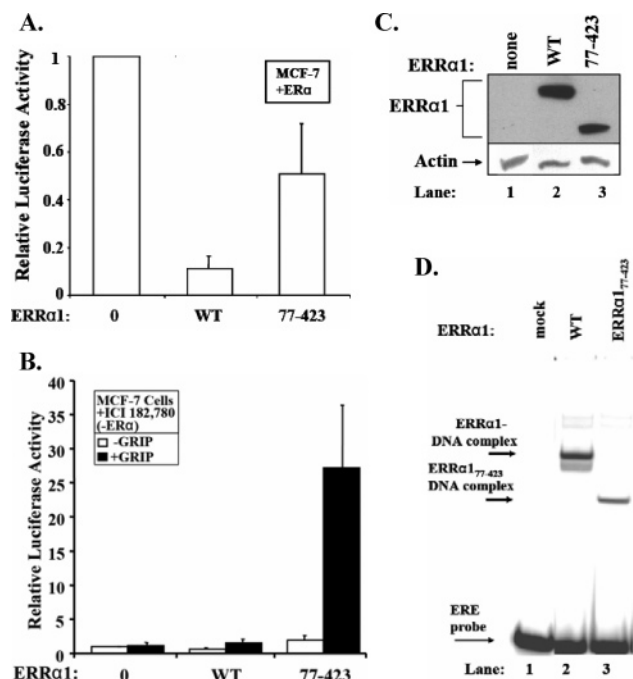 A.
Relative Luciferase Activity
1
0.8
0.6
0.4
0.2
0
MCF-7
+ERα
ERRα1: 0 WT 77-423
B.
Relative Luciferase Activity
40
35
30
25
20
15
10
5
0
MCF-7 Cells
+ICI 182,780
(-ERα)
-GRIP
+GRIP
ERRα1: 0 WT 77-423
C.
ERRα1: none WT 77-423
ERRα1
Actin
Lane: 1 2 3
D.
ERRα1: mock WT ERRα1₇₇₋₄₂₃
ERRα1-
DNA complex
ERRα1₇₇₋₄₂₃
DNA complex
ERE
probe
Lane: 1 2 3